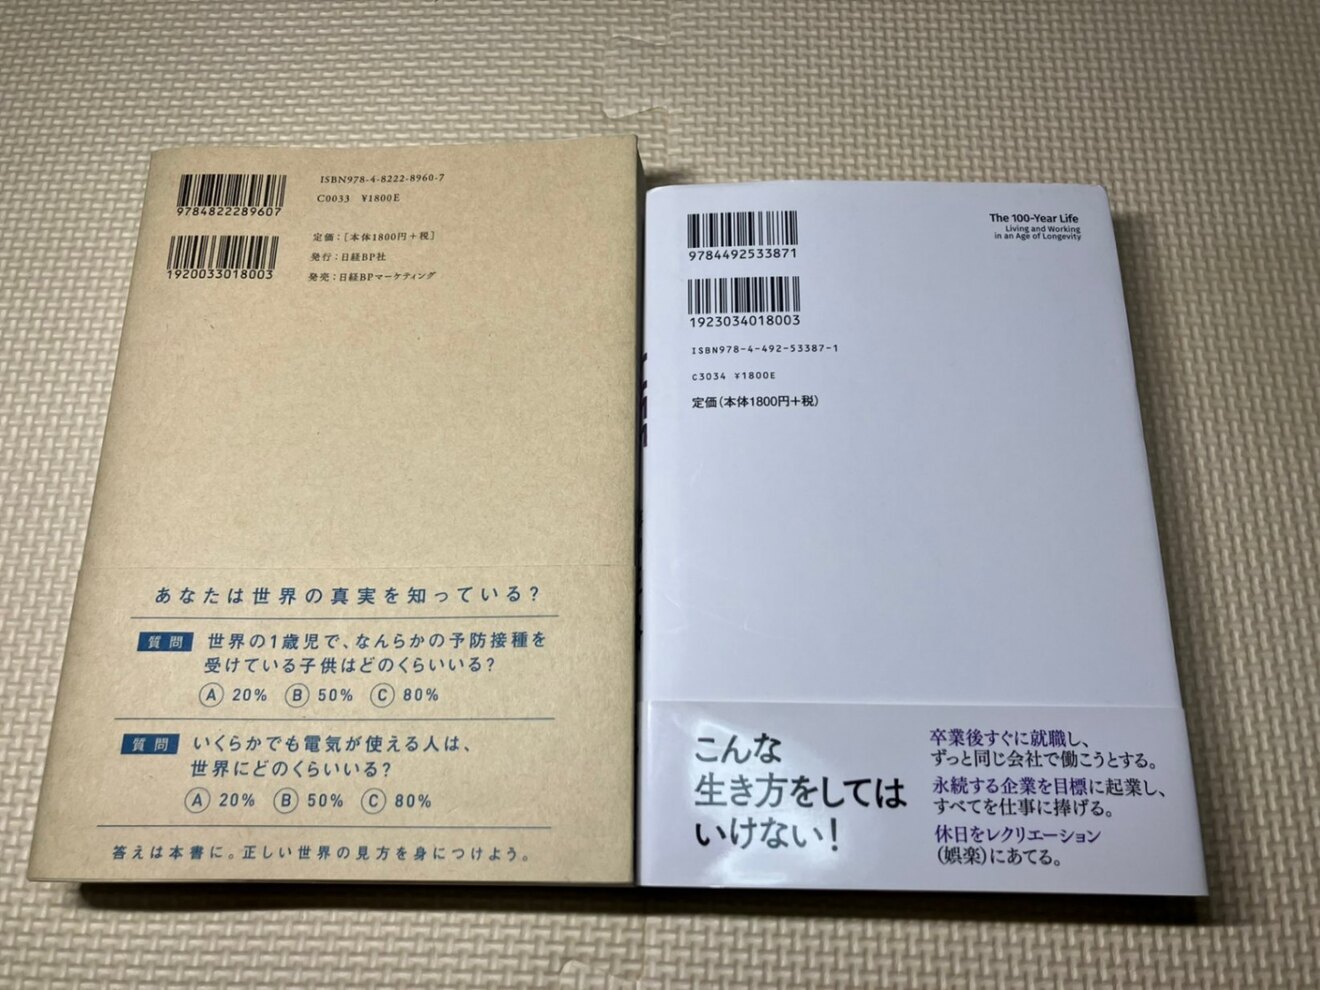 ISBN978-4-8222-8960-7
C0033 ¥1800E
9784822289607
定価：[本体1800円＋税]
発行：日経BP社
発売：日経BPマーケティング
1920033018003
あなたは世界の真実を知っている？
質問 世界の1歳児で、なんらかの予防接種を
受けている子供はどのくらいいる？
A 20% B 50% C 80%
質問 いくらかでも電気が使える人は、
世界にどのくらいいる？
A 20% B 50% C 80%
答えは本書に。正しい世界の見方を身につけよう。
9784492533871
The 100-Year Life
Living and Working
in an Age of Longevity
1923034018003
ISBN978-4-492-53387-1
C3034 ¥1800E
定価（本体1800円＋税）
こんな
生き方をしては
いけない！
卒業後すぐに就職し、
ずっと同じ会社で働こうとする。
永続する企業を目標に起業し、
すべてを仕事に捧げる。
休日をレクリエーション
（娯楽）にあてる。